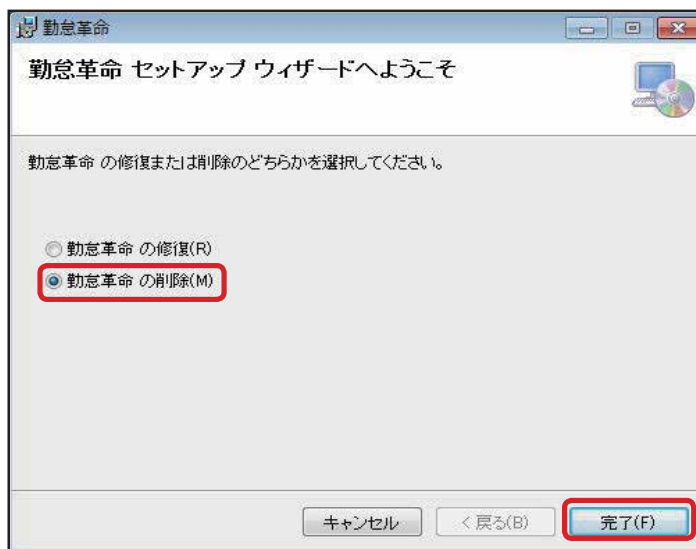 勤怠革命
勤怠革命 セットアップ ウィザードへようこそ
勤怠革命 の修復または削除のどちらかを選択してください。
勤怠革命 の修復(R)
勤怠革命 の削除(M)
キャンセル
< 戻る(B)
完了(F)